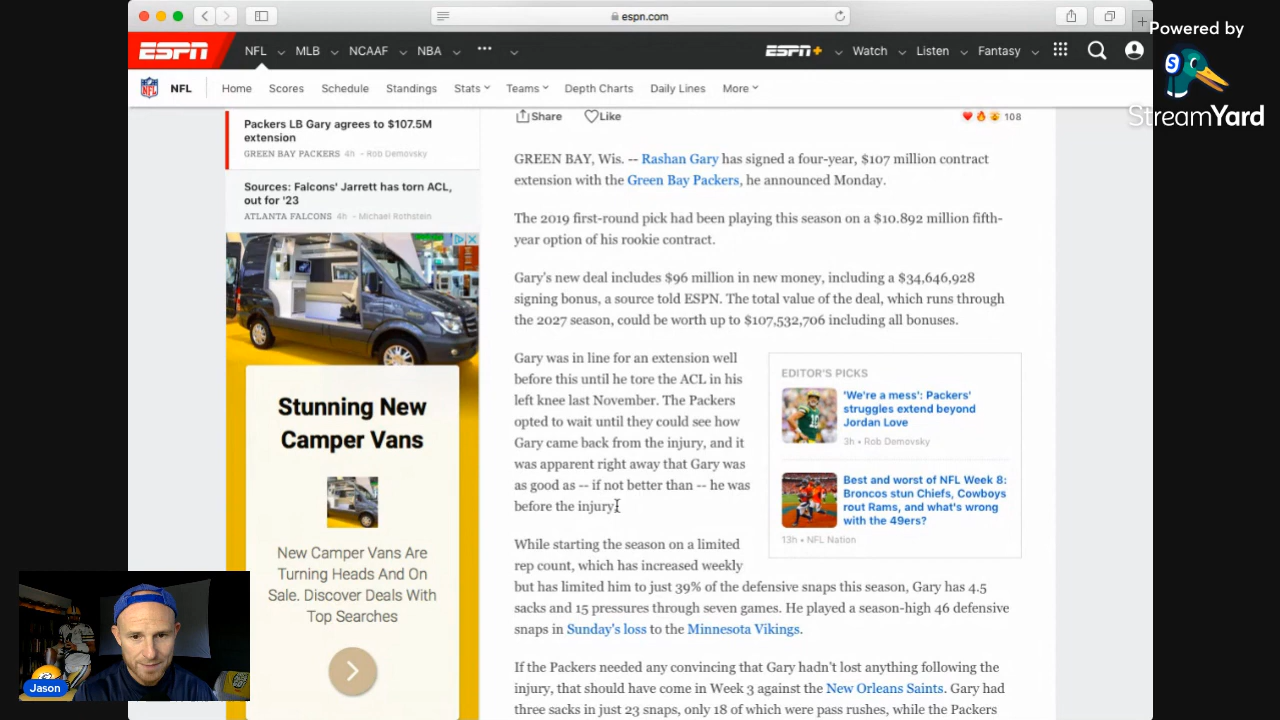 espn.com
Powered by
StreamYard
ESPN NFL MLB NCAAF NBA ••• ESPN+ Watch Listen Fantasy
NFL Home Scores Schedule Standings Stats Teams Depth Charts Daily Lines More
Packers LB Gary agrees to $107.5M
extension
GREEN BAY PACKERS 4h • Rob Demovsky
Sources: Falcons' Jarrett has torn ACL,
out for '23
ATLANTA FALCONS 4h • Michael Rothstein
Stunning New
Camper Vans
New Camper Vans Are
Turning Heads And On
Sale. Discover Deals With
Top Searches
Jason
Share Like 108
GREEN BAY, Wis. -- Rashan Gary has signed a four-year, $107 million contract
extension with the Green Bay Packers, he announced Monday.
The 2019 first-round pick had been playing this season on a $10.892 million fifth-
year option of his rookie contract.
Gary's new deal includes $96 million in new money, including a $34,646,928
signing bonus, a source told ESPN. The total value of the deal, which runs through
the 2027 season, could be worth up to $107,532,706 including all bonuses.
Gary was in line for an extension well
before this until he tore the ACL in his
left knee last November. The Packers
opted to wait until they could see how
Gary came back from the injury, and it
was apparent right away that Gary was
as good as -- if not better than -- he was
before the injury.
EDITOR'S PICKS
'We're a mess': Packers'
struggles extend beyond
Jordan Love
3h • Rob Demovsky
Best and worst of NFL Week 8:
Broncos stun Chiefs, Cowboys
rout Rams, and what's wrong
with the 49ers?
13h • NFL Nation
While starting the season on a limited
rep count, which has increased weekly
but has limited him to just 39% of the defensive snaps this season, Gary has 4.5
sacks and 15 pressures through seven games. He played a season-high 46 defensive
snaps in Sunday's loss to the Minnesota Vikings.
If the Packers needed any convincing that Gary hadn't lost anything following the
injury, that should have come in Week 3 against the New Orleans Saints. Gary had
three sacks in just 23 snaps, only 18 of which were pass rushes, while the Packers